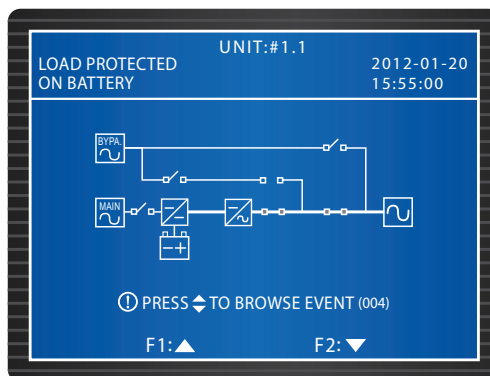 UNIT:#1.1
LOAD PROTECTED
ON BATTERY
2012-01-20
15:55:00
BYPA.
MAIN
PRESS TO BROWSE EVENT (004)
F1:
F2: